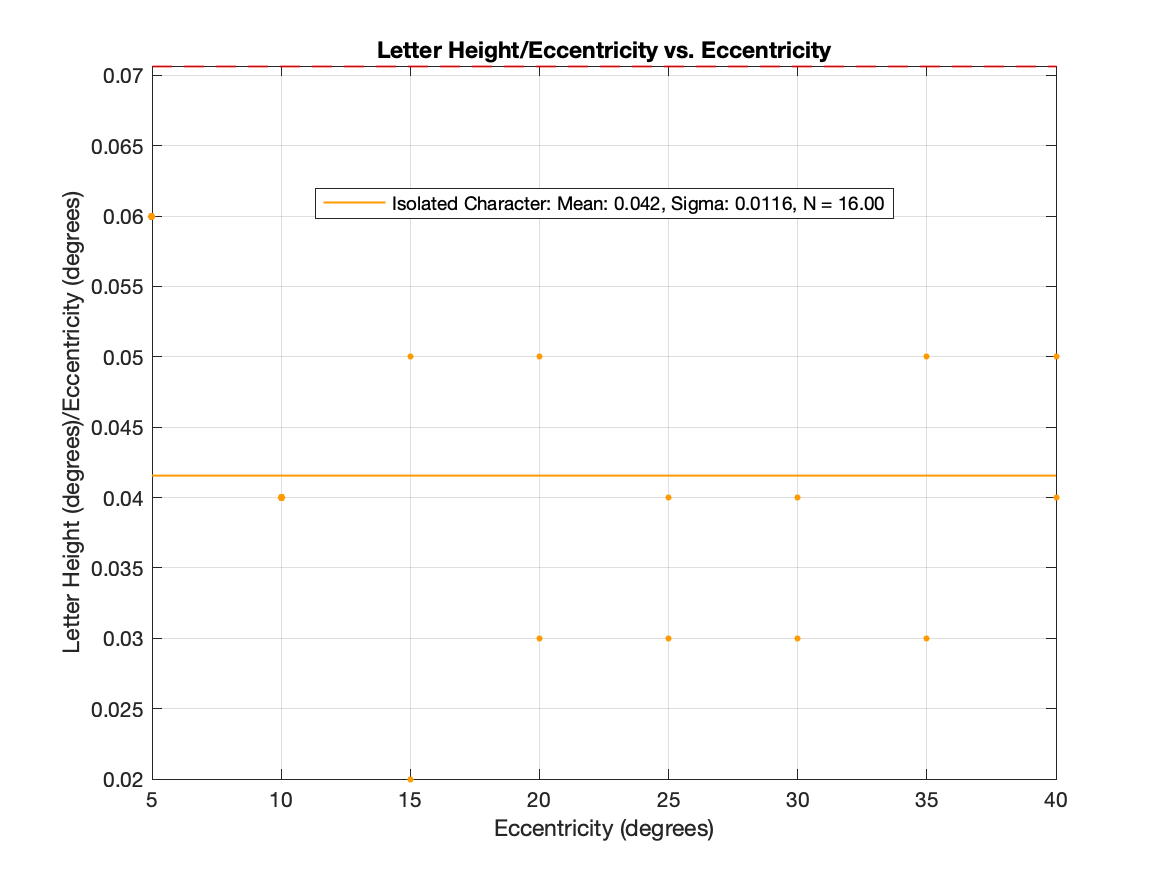 Letter Height/Eccentricity vs. Eccentricity
0.07
0.065
0.06
0.055
0.05
0.045
0.04
0.035
0.03
0.025
0.02
Letter Height (degrees)/Eccentricity (degrees)
Isolated Character: Mean: 0.042, Sigma: 0.0116, N = 16.00
5 10 15 20 25 30 35 40
Eccentricity (degrees)